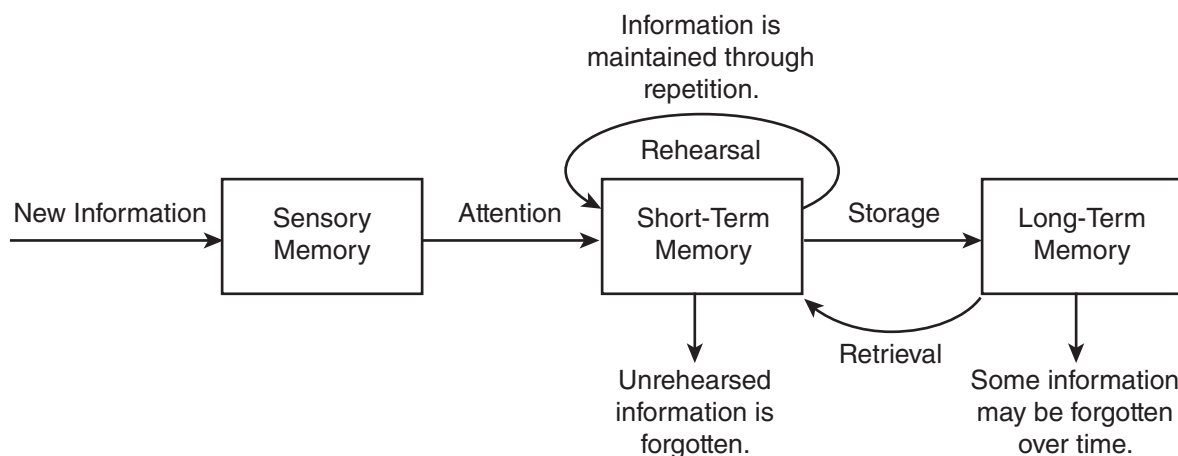 Information is
maintained through
repetition.
Rehearsal
New Information
Sensory
Memory
Attention
Short-Term
Memory
Storage
Long-Term
Memory
Retrieval
Unrehearsed
information is
forgotten.
Some information
may be forgotten
over time.